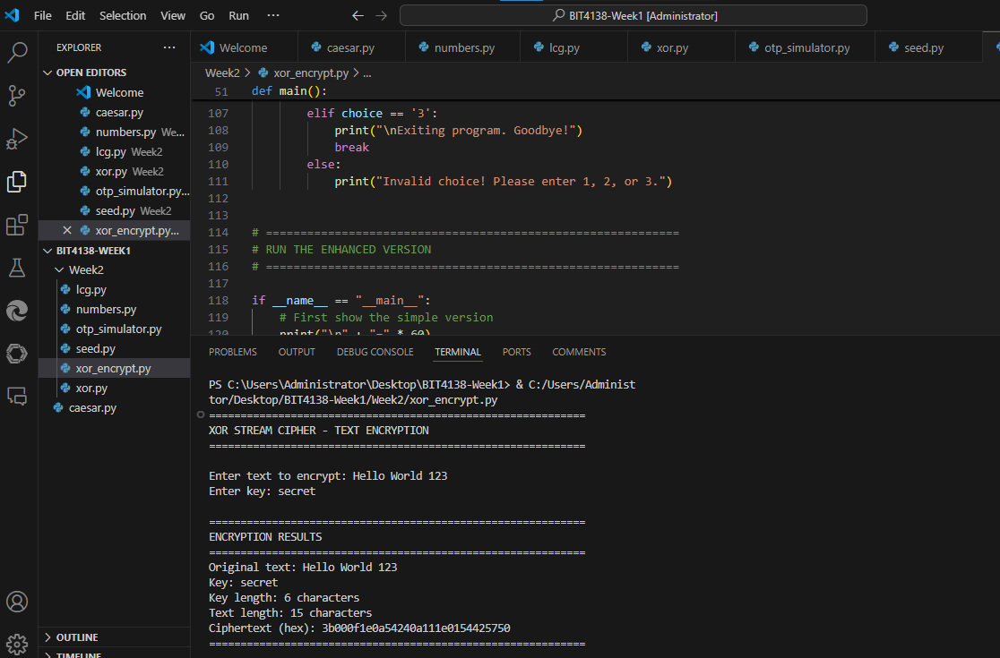 File Edit Selection View Go Run ··· ← → BIT4138-Week1 [Administrator]
EXPLORER ···
OPEN EDITORS
Welcome
caesar.py
numbers.py We...
lcg.py Week2
xor.py Week2
otp_simulator.py...
seed.py Week2
× xor_encrypt.py...
BIT4138-WEEK1
Week2
lcg.py
numbers.py
otp_simulator.py
seed.py
xor_encrypt.py
xor.py
caesar.py
OUTLINE
TIMELINE
Welcome caesar.py numbers.py lcg.py xor.py otp_simulator.py seed.py
Week2 > xor_encrypt.py > ...
51 def main():
107 elif choice == '3':
108 print("\nExiting program. Goodbye!")
109 break
110 else:
111 print("Invalid choice! Please enter 1, 2, or 3.")
112
113
114 # ============================================================
115 # RUN THE ENHANCED VERSION
116 # ============================================================
117
118 if __name__ == "__main__":
119 # First show the simple version
120 print("\n" + "=" * 60)
PROBLEMS OUTPUT DEBUG CONSOLE TERMINAL PORTS COMMENTS
PS C:\Users\Administrator\Desktop\BIT4138-Week1> & C:/Users/Administ
tor/Desktop/BIT4138-Week1/Week2/xor_encrypt.py
============================================================
XOR STREAM CIPHER - TEXT ENCRYPTION
============================================================
Enter text to encrypt: Hello World 123
Enter key: secret
============================================================
ENCRYPTION RESULTS
============================================================
Original text: Hello World 123
Key: secret
Key length: 6 characters
Text length: 15 characters
Ciphertext (hex): 3b000f1e0a54240a111e0154425750
============================================================